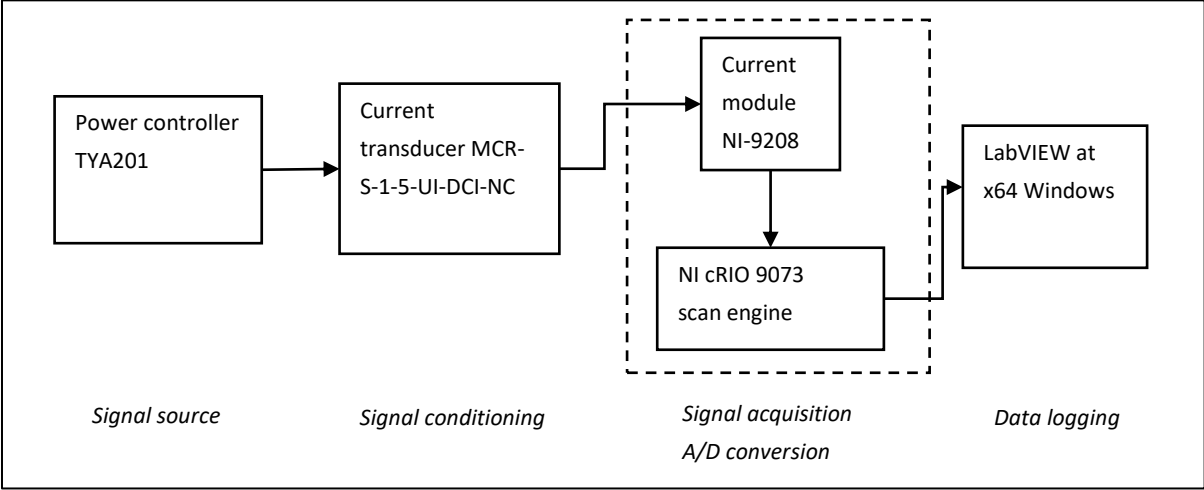 Power controller
TYA201
Current
transducer MCR-
S-1-5-UI-DCI-NC
Current
module
NI-9208
NI cRIO 9073
scan engine
LabVIEW at
x64 Windows
Signal source
Signal conditioning
Signal acquisition
A/D conversion
Data logging